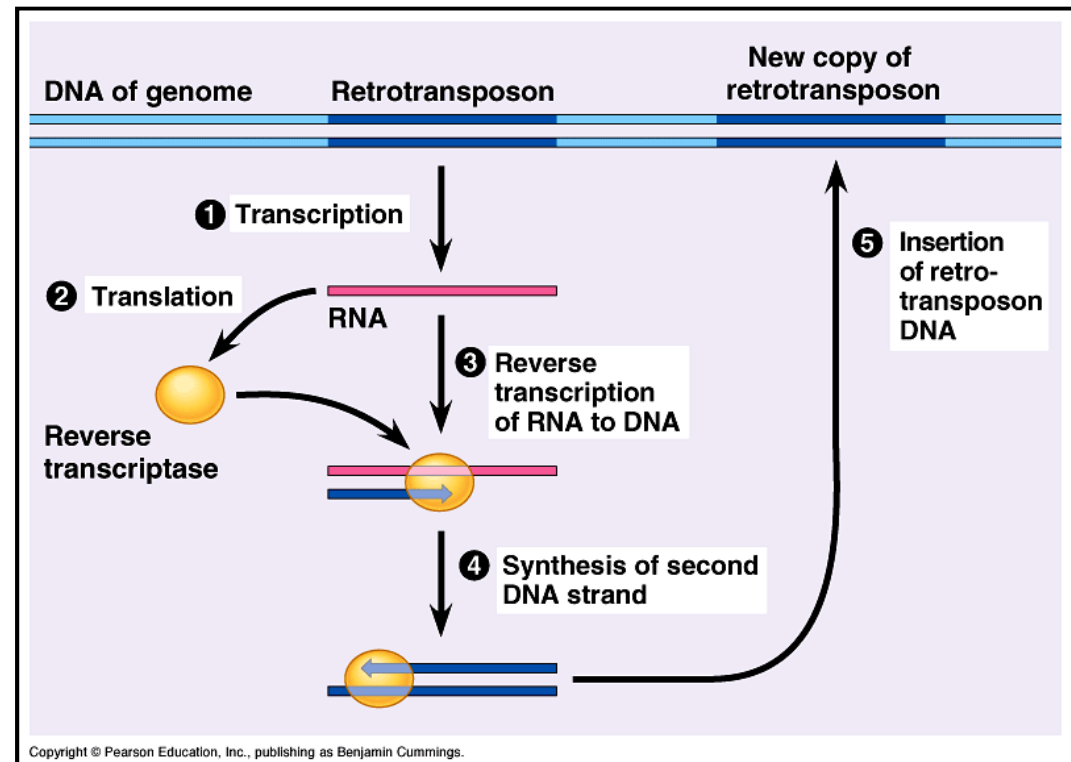 DNA of genome
Retrotransposon
New copy of
retrotransposon
1 Transcription
2 Translation
RNA
Reverse
transcriptase
3 Reverse
transcription
of RNA to DNA
4 Synthesis of second
DNA strand
5 Insertion
of retro-
transposon
DNA
Copyright © Pearson Education, Inc., publishing as Benjamin Cummings.